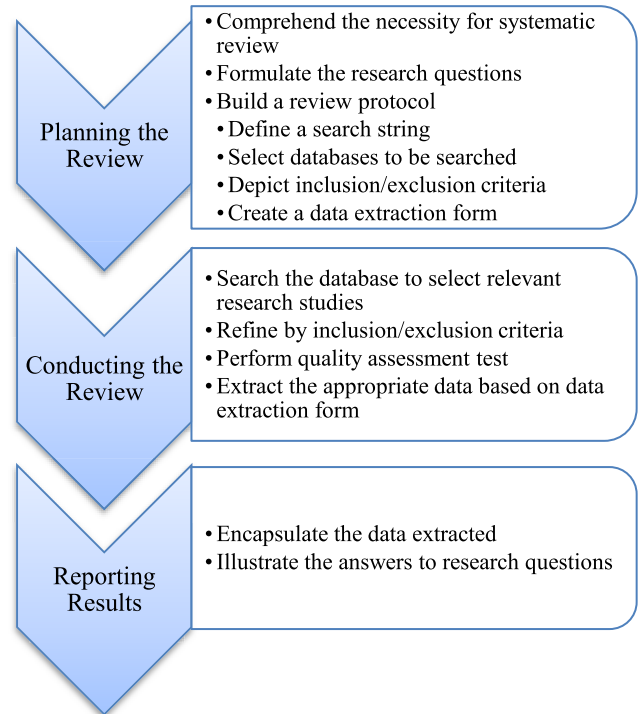 Planning the
Review
• Comprehend the necessity for systematic
review
• Formulate the research questions
• Build a review protocol
• Define a search string
• Select databases to be searched
• Depict inclusion/exclusion criteria
• Create a data extraction form
Conducting the
Review
• Search the database to select relevant
research studies
• Refine by inclusion/exclusion criteria
• Perform quality assessment test
• Extract the appropriate data based on data
extraction form
Reporting
Results
• Encapsulate the data extracted
• Illustrate the answers to research questions